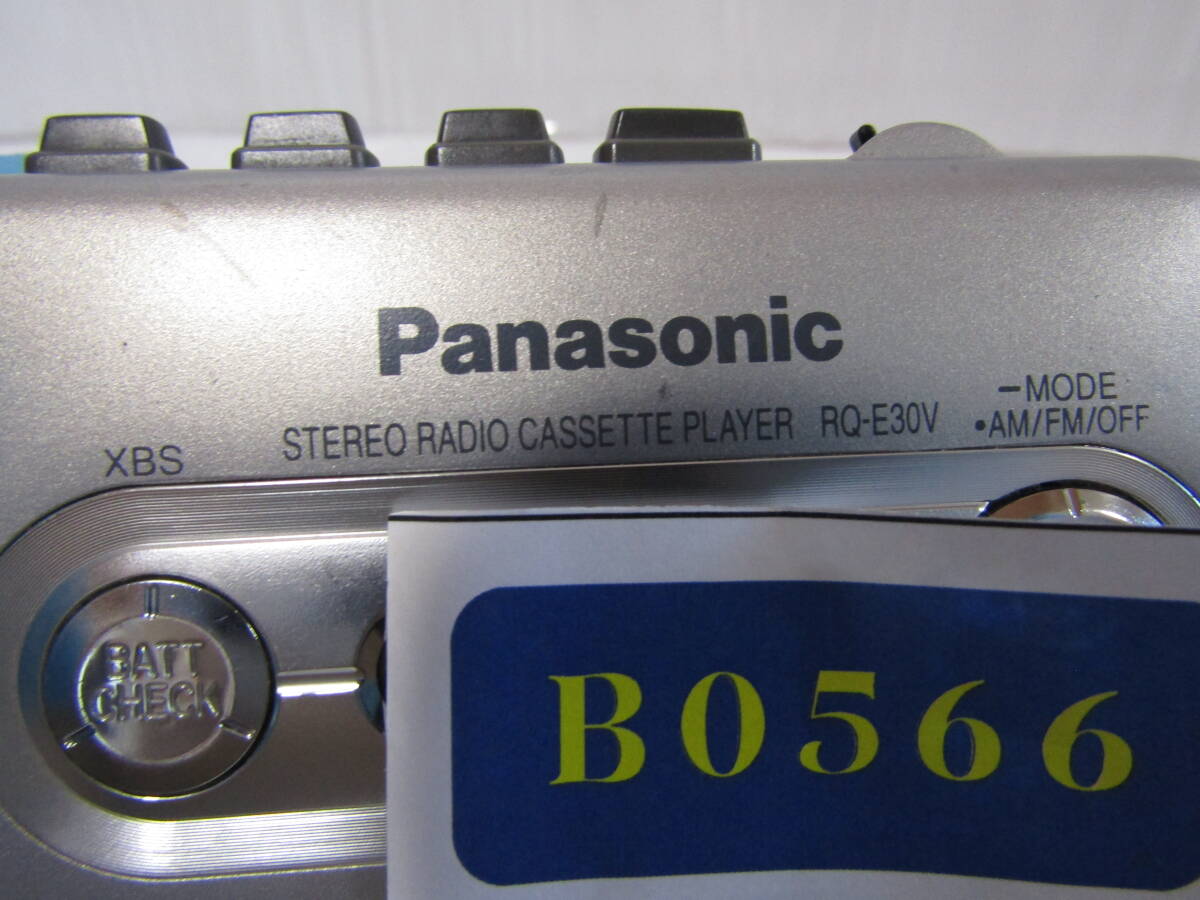 Panasonic
STEREO RADIO CASSETTE PLAYER RQ-E30V
–MODE
•AM/FM/OFF
XBS
BATT
CHECK
B0566